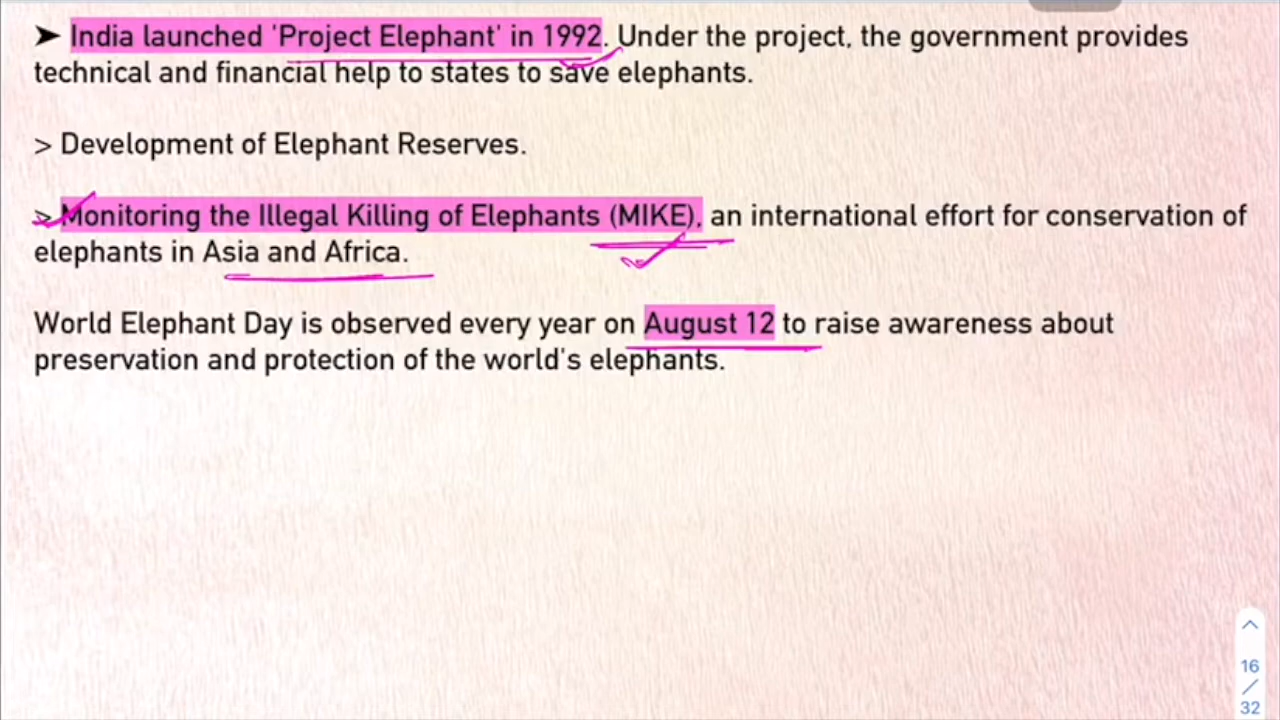 ➤ India launched 'Project Elephant' in 1992. Under the project, the government provides
technical and financial help to states to save elephants.
> Development of Elephant Reserves.
> Monitoring the Illegal Killing of Elephants (MIKE), an international effort for conservation of
elephants in Asia and Africa.
World Elephant Day is observed every year on August 12 to raise awareness about
preservation and protection of the world's elephants.
16
/
32